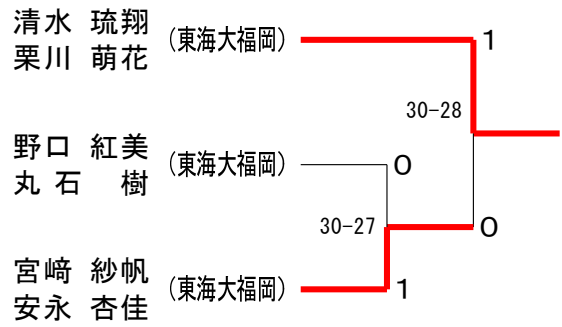 清水 琉翔
栗川 萌花
(東海大福岡)
1
30-28
野口 紅美
丸石 樹
(東海大福岡)
0
30-27
0
宮﨑 紗帆
安永 杏佳
(東海大福岡)
1